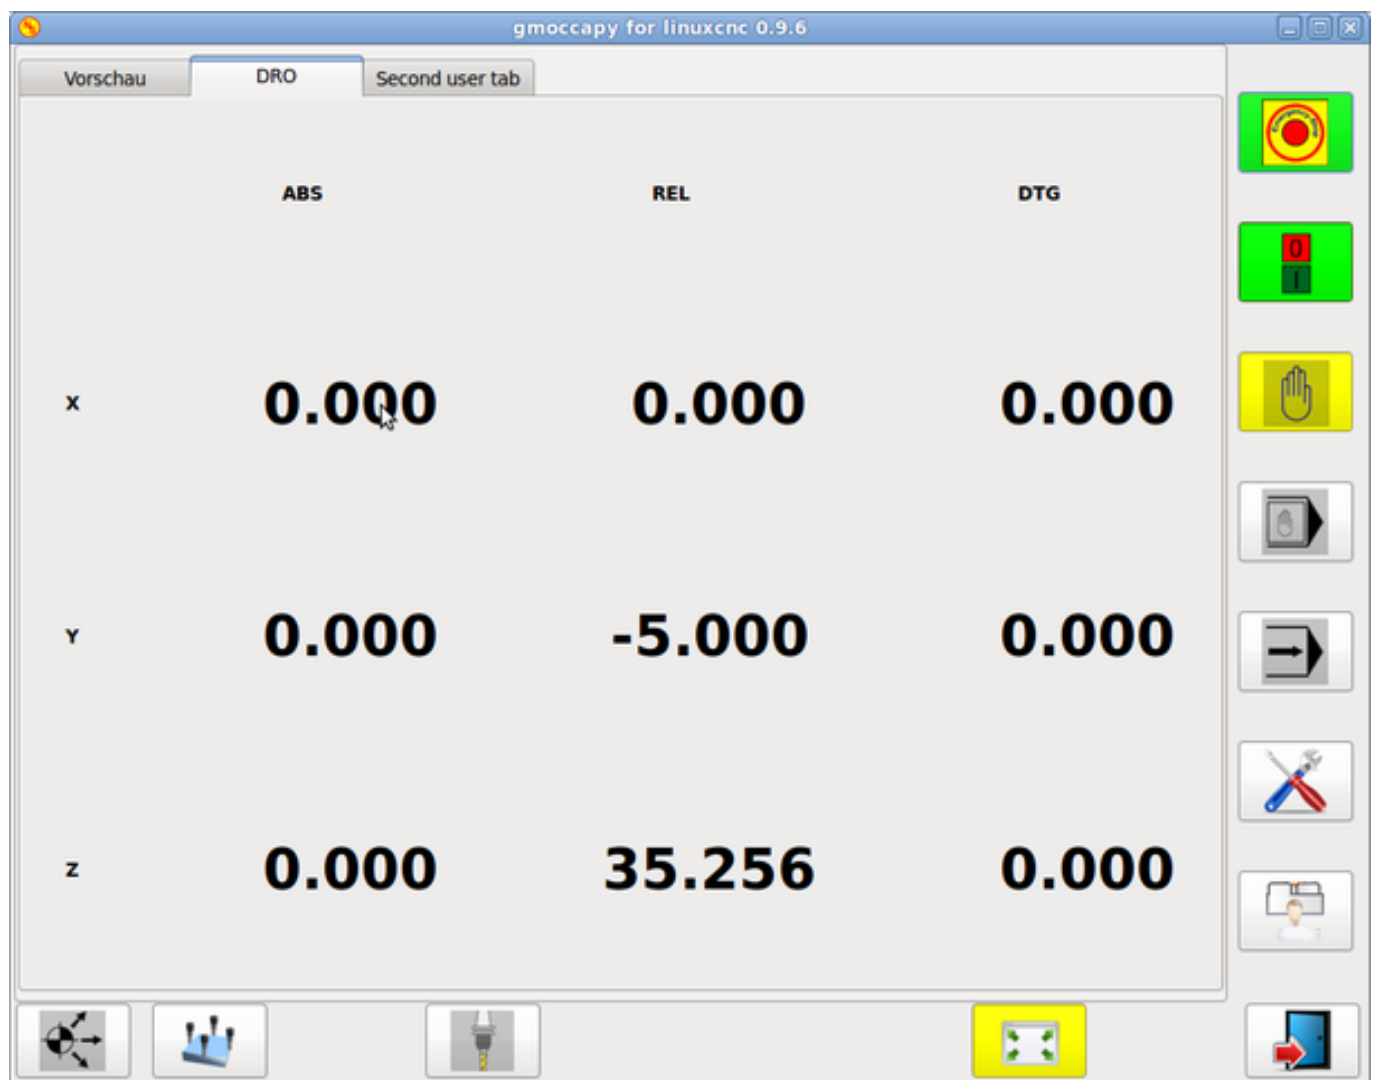 gmoccapy for linuxcnc 0.9.6
Vorschau DRO Second user tab
ABS REL DTG
X 0.000 0.000 0.000
Y 0.000 -5.000 0.000
Z 0.000 35.256 0.000
0
I